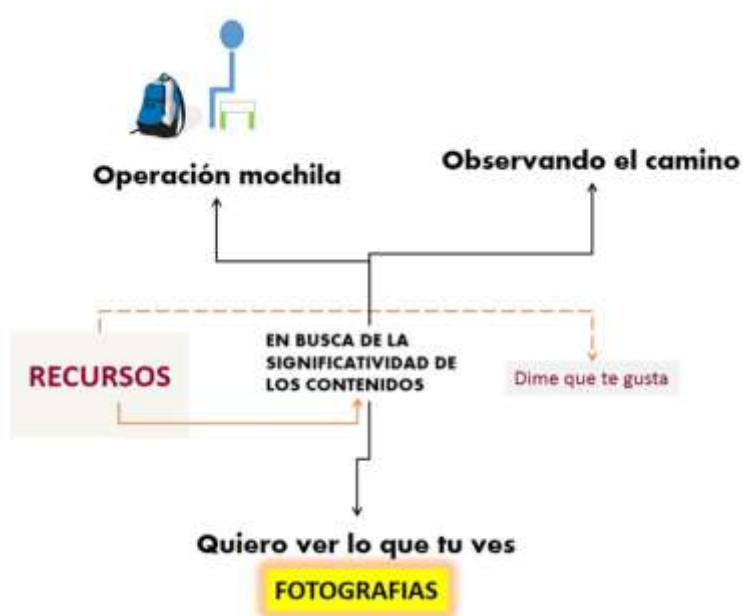 Operación mochila
Observando el camino
RECURSOS
EN BUSCA DE LA
SIGNIFICATIVIDAD DE
LOS CONTENIDOS
Dime que te gusta
Quiero ver lo que tu ves
FOTOGRAFIAS